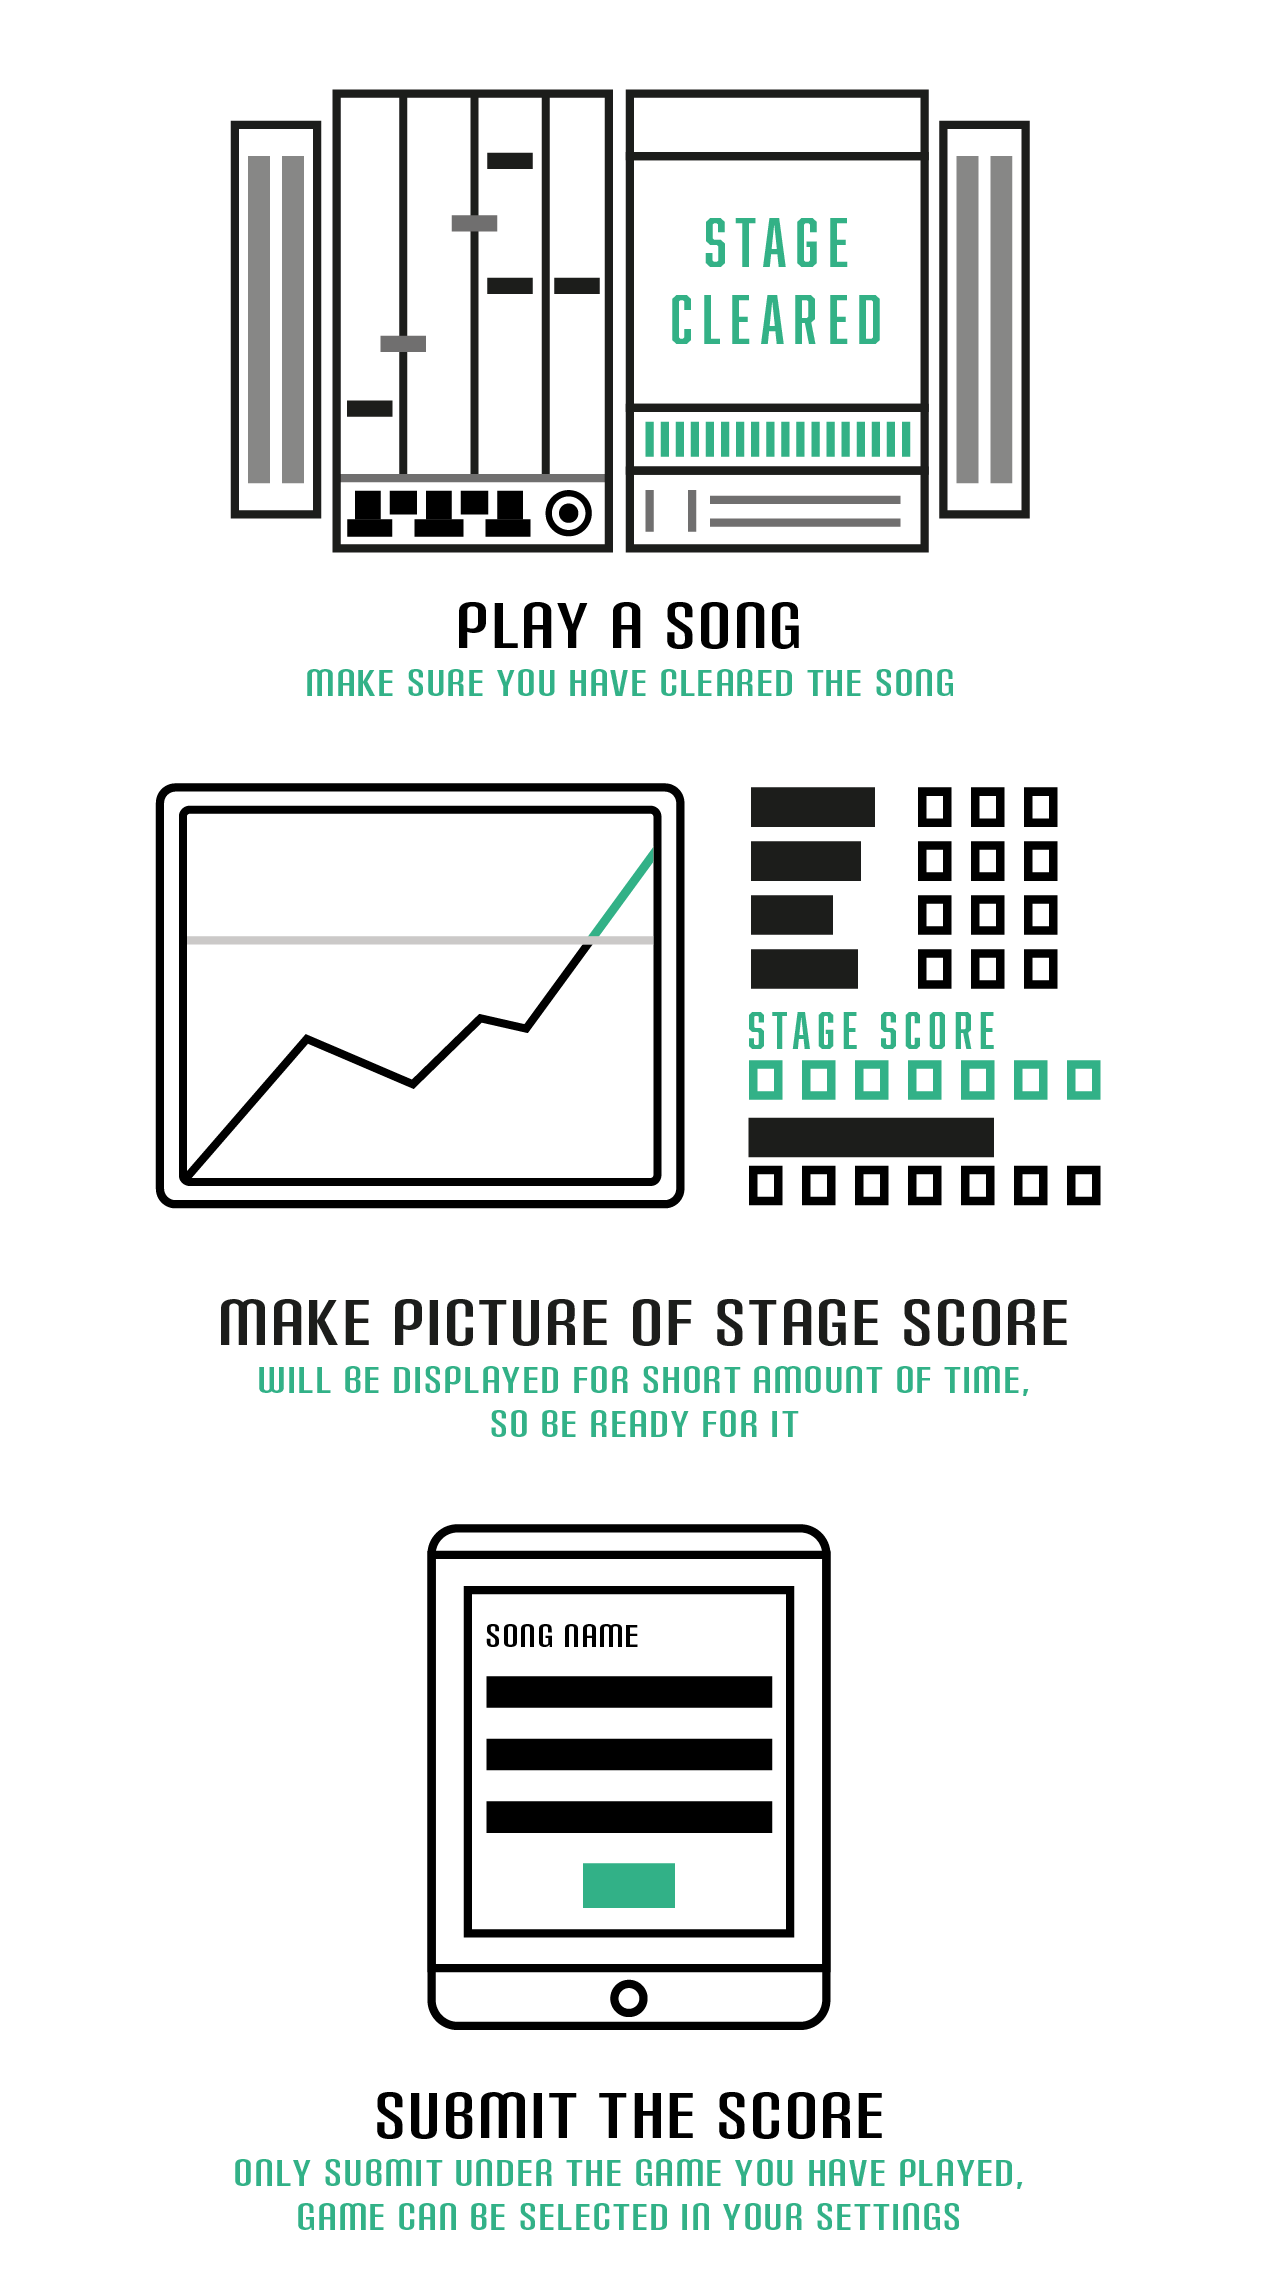 STAGE
CLEARED
PLAY A SONG
MAKE SURE YOU HAVE CLEARED THE SONG
STAGE SCORE
MAKE PICTURE OF STAGE SCORE
WILL BE DISPLAYED FOR SHORT AMOUNT OF TIME,
SO BE READY FOR IT
SONG NAME
SUBMIT THE SCORE
ONLY SUBMIT UNDER THE GAME YOU HAVE PLAYED,
GAME CAN BE SELECTED IN YOUR SETTINGS